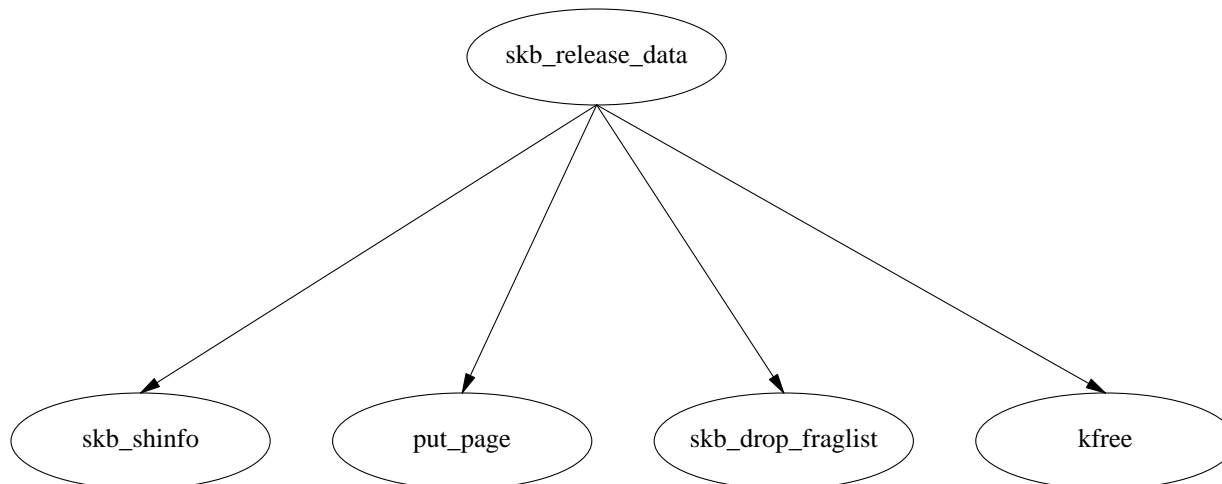 skb_release_data
skb_shinfo
put_page
skb_drop_fraglist
kfree